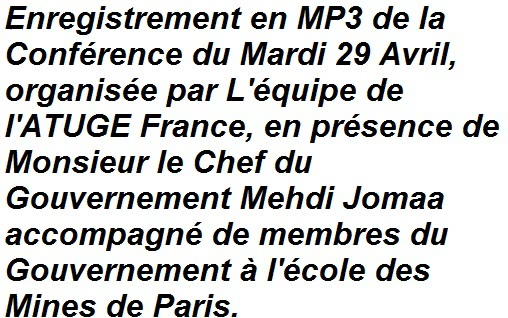 Enregistrement en MP3 de la
Conférence du Mardi 29 Avril,
organisée par L'équipe de
l'ATUGE France, en présence de
Monsieur le Chef du
Gouvernement Mehdi Jomaa
accompagné de membres du
Gouvernement à l'école des
Mines de Paris.